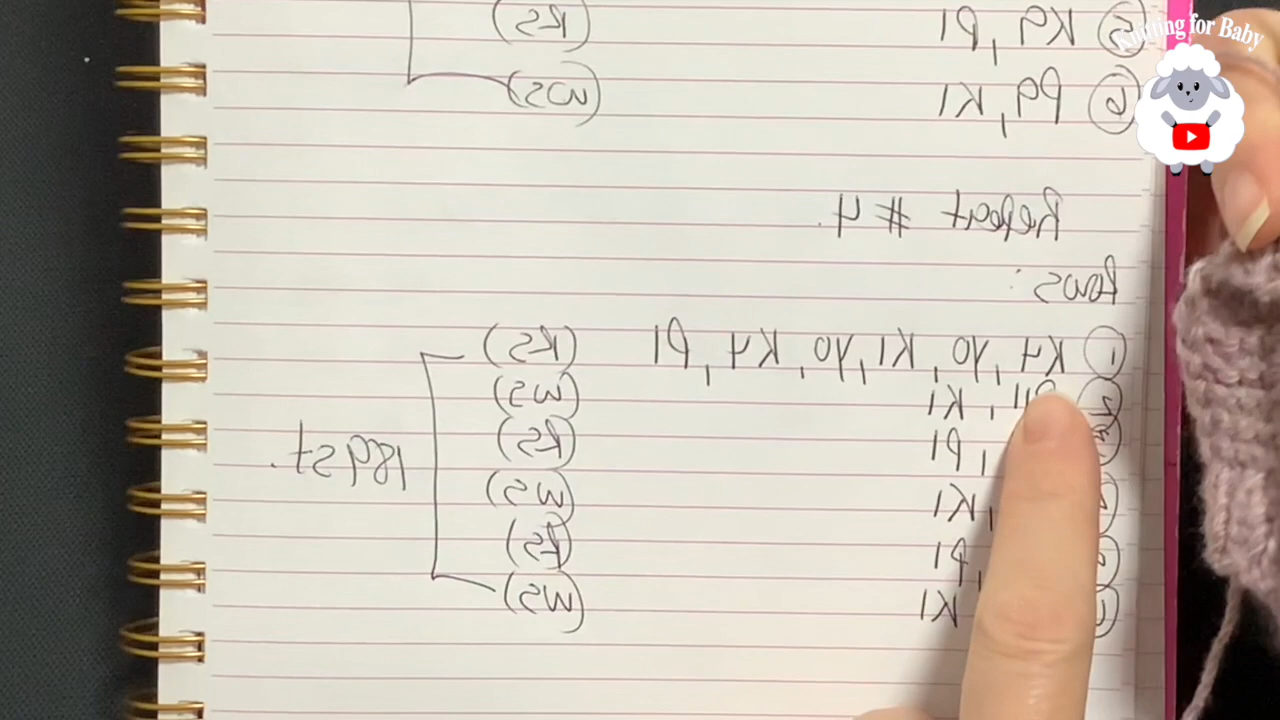 Knitting for Baby
⑤ K9, P1 (RS)
⑥ P9, K1 (WS)
Repeat #4.
Rows:
① K4, yo, K1, yo, K4, P1 (RS)
P11, K1 (WS)
, P1 (RS)
, K1 (WS)
, P1 (RS)
K1 (WS)
189 st.